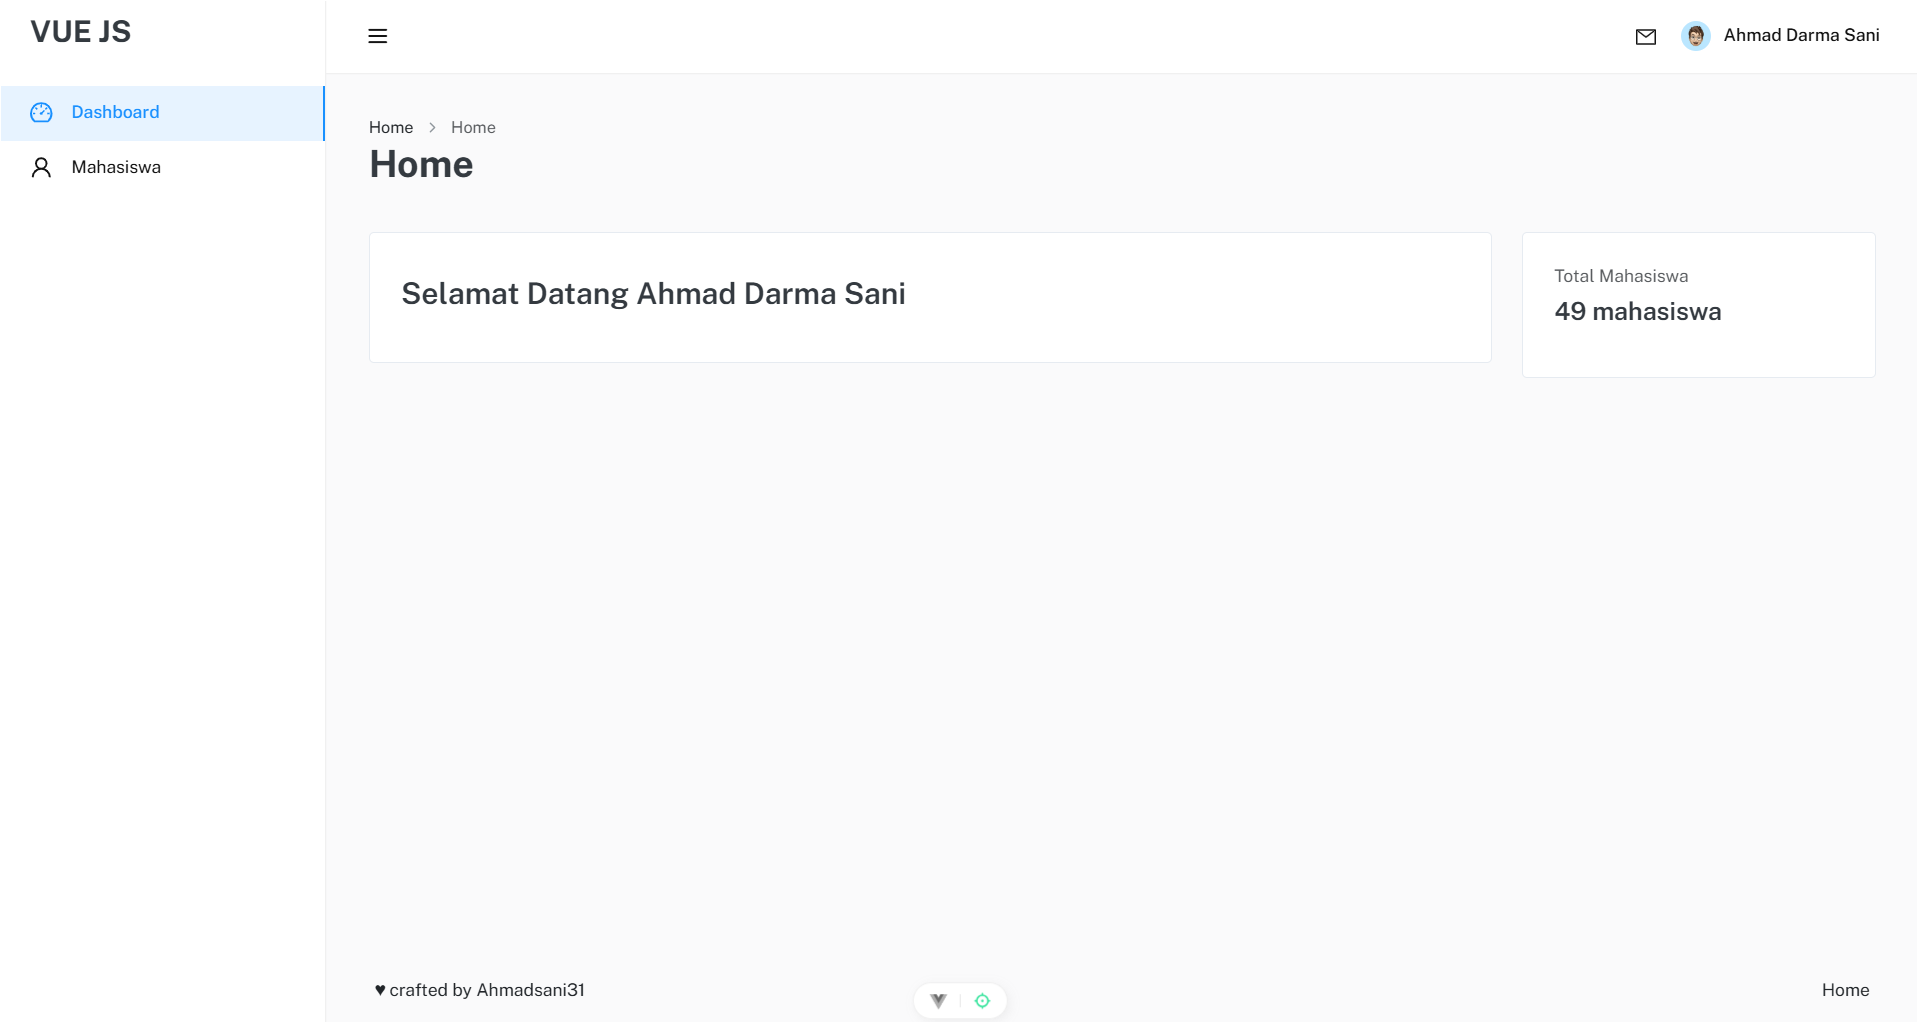 VUE JS
Ahmad Darma Sani
Dashboard
Mahasiswa
Home > Home
Home
Selamat Datang Ahmad Darma Sani
Total Mahasiswa
49 mahasiswa
♥ crafted by Ahmadsani31
Home